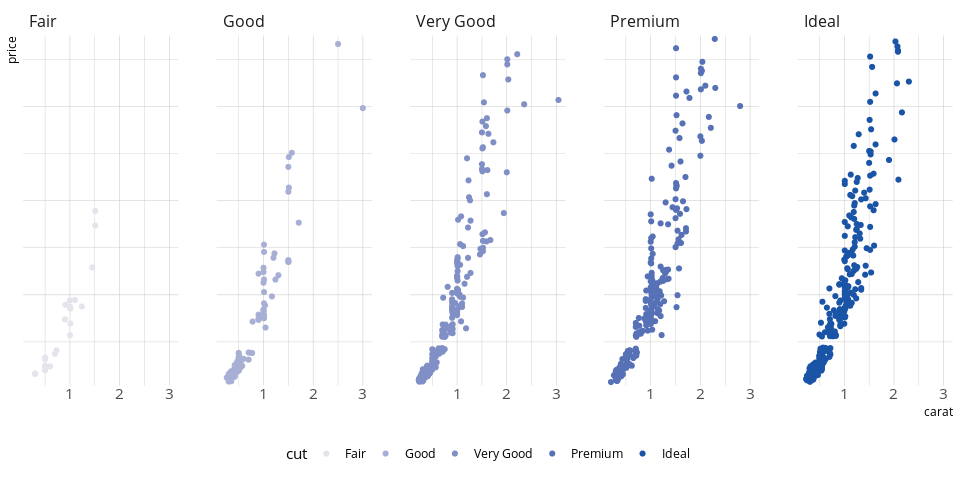 Fair Good Very Good Premium Ideal
price
1 2 3 1 2 3 1 2 3 1 2 3 1 2 3
carat
cut Fair Good Very Good Premium Ideal